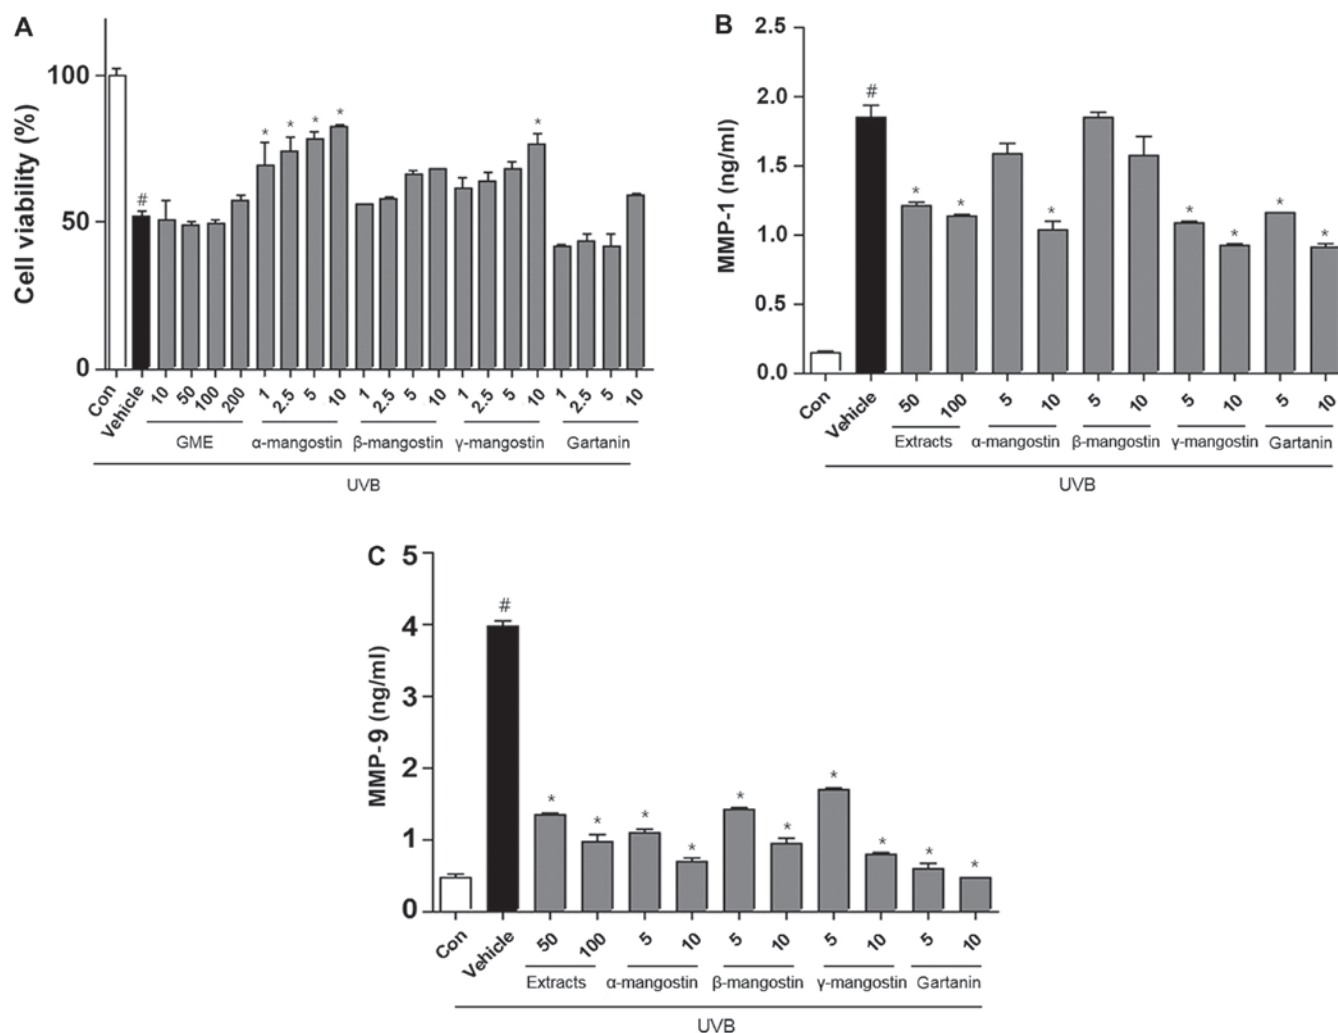 A
Cell viability (%)
100
50
0
#
* * * * *
Con Vehicle 10 50 100 200 1 2.5 5 10 1 2.5 5 10 1 2.5 5 10 1 2.5 5 10
GME α-mangostin β-mangostin γ-mangostin Gartanin
UVB
B
MMP-1 (ng/ml)
2.5
2.0
1.5
1.0
0.5
0.0
#
* * * * * * *
Con Vehicle 50 100 5 10 5 10 5 10 5 10
Extracts α-mangostin β-mangostin γ-mangostin Gartanin
UVB
C
MMP-9 (ng/ml)
5
4
3
2
1
0
#
* * * * * * * * * *
Con Vehicle 50 100 5 10 5 10 5 10 5 10
Extracts α-mangostin β-mangostin γ-mangostin Gartanin
UVB